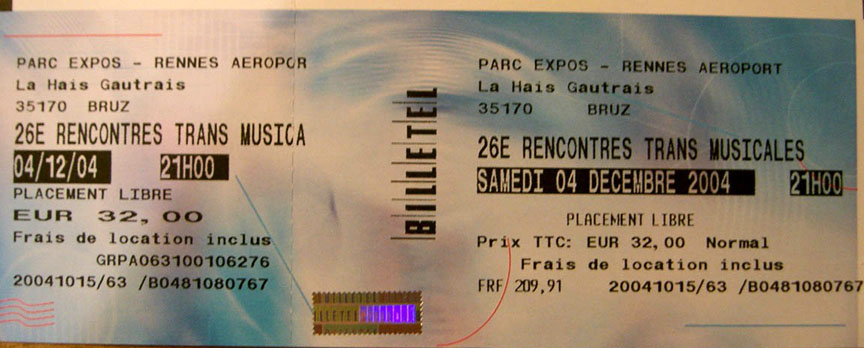 PARC EXPOS - RENNES AEROPOR
La Hais Gautrais
35170 BRUZ
26E RENCONTRES TRANS MUSICA
04/12/04 21H00
PLACEMENT LIBRE
EUR 32,00
Frais de location inclus
GRPA063100106276
20041015/63 /B0481080767
BILLETEL
PARC EXPOS - RENNES AEROPORT
La Hais Gautrais
35170 BRUZ
26E RENCONTRES TRANS MUSICALES
SAMEDI 04 DECEMBRE 2004 21H00
PLACEMENT LIBRE
Prix TTC: EUR 32,00 Normal
Frais de location inclus
FRF 209,91 20041015/63 /B0481080767